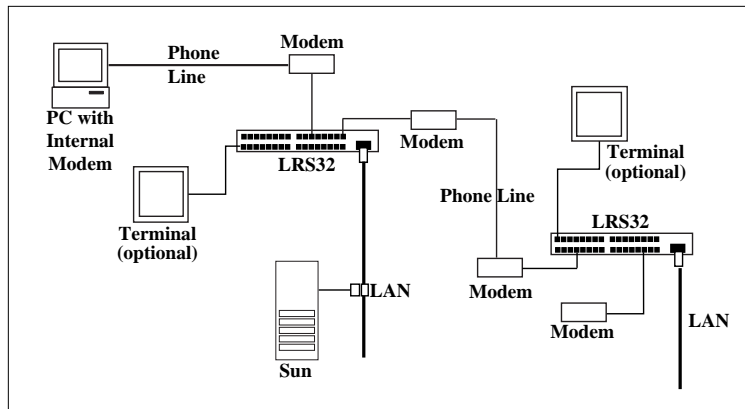 Phone
Line
Modem
PC with
Internal
Modem
LRS32
Modem
Terminal
(optional)
Phone Line
Terminal
(optional)
LRS32
Modem
LAN
Modem
LAN
Sun